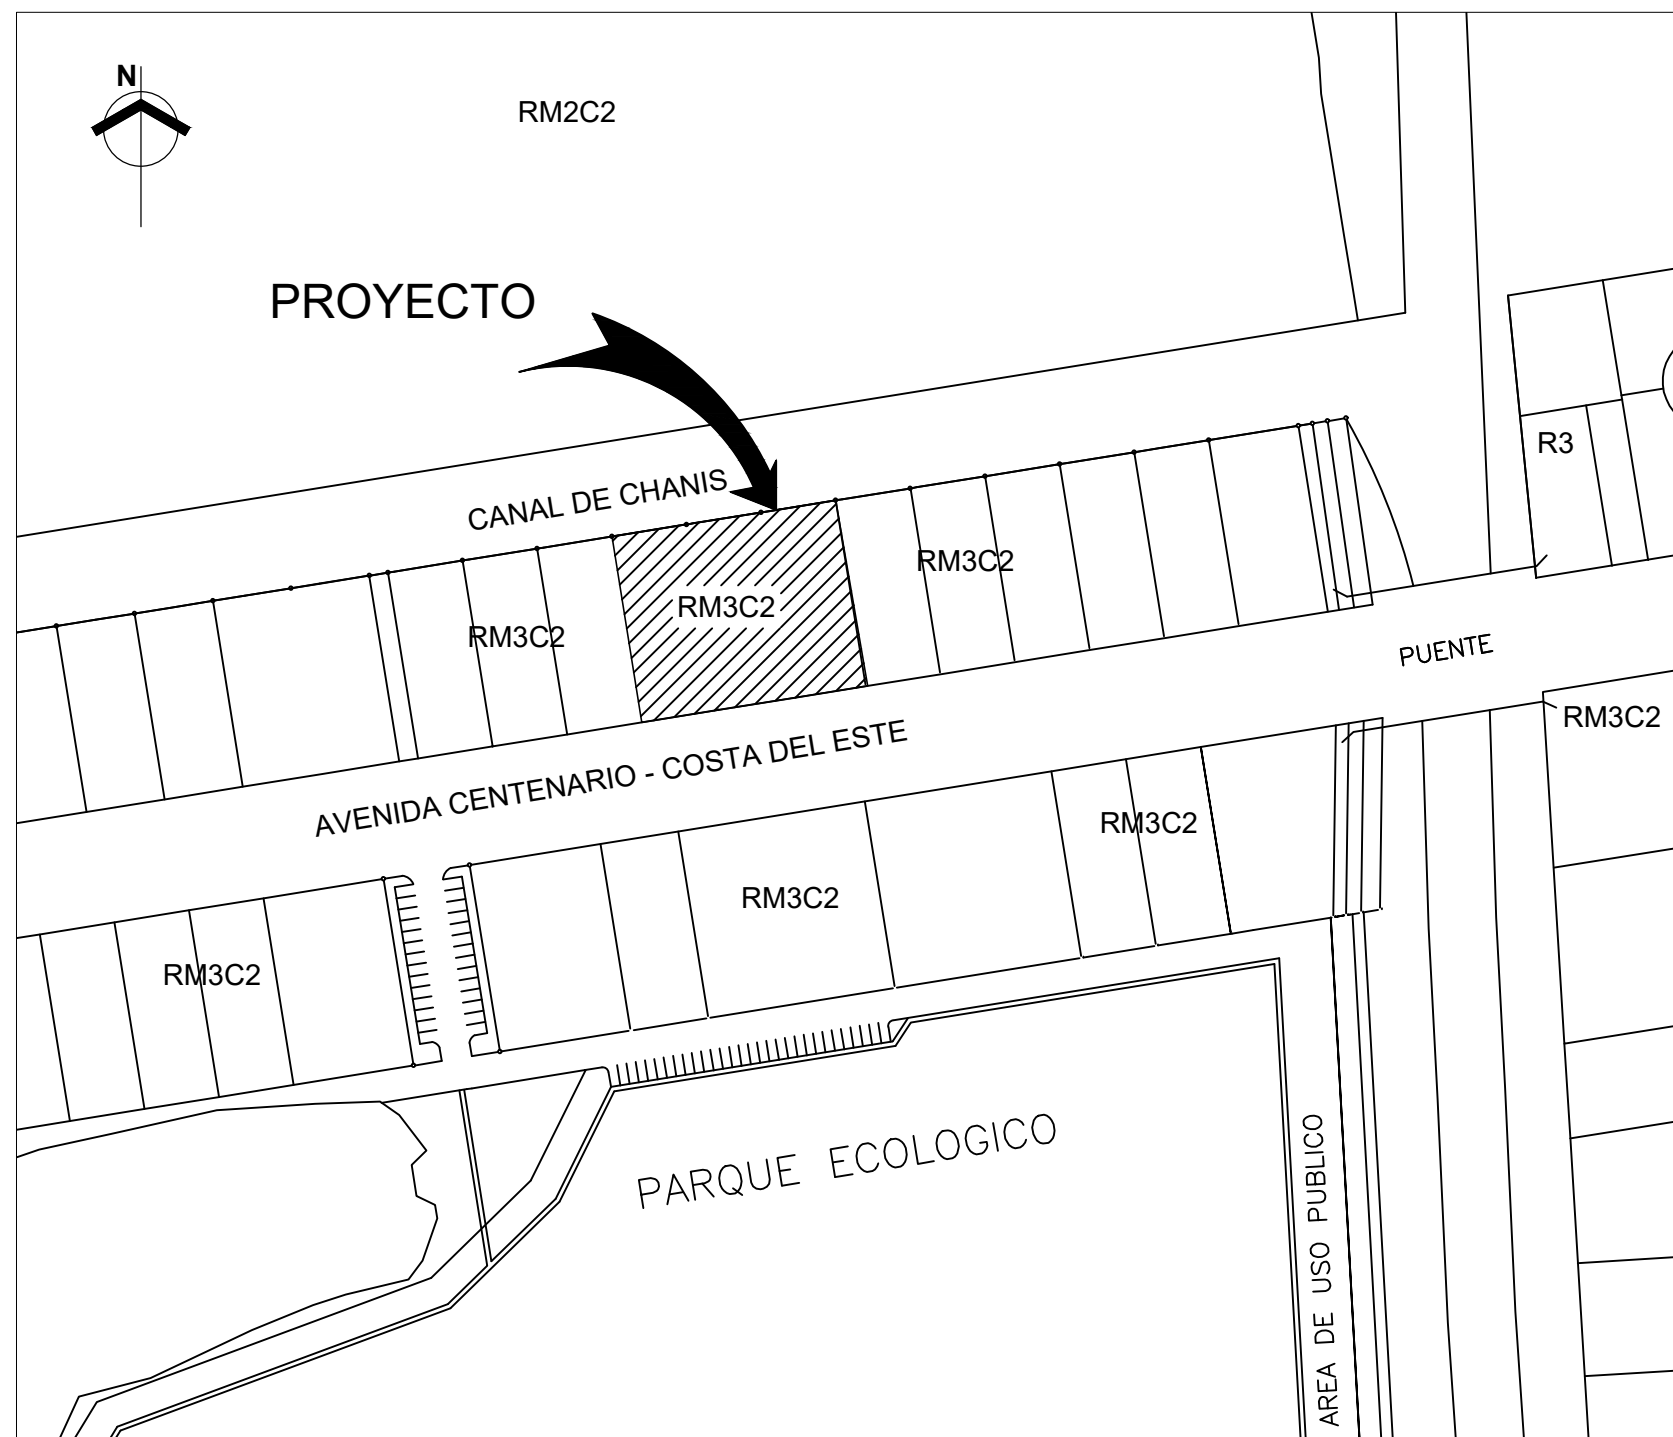 N
RM2C2
PROYECTO
R3
CANAL DE CHANIS
RM3C2
RM3C2
RM3C2
PUENTE
RM3C2
AVENIDA CENTENARIO - COSTA DEL ESTE
RM3C2
RM3C2
RM3C2
PARQUE ECOLOGICO
AREA DE USO PUBLICO